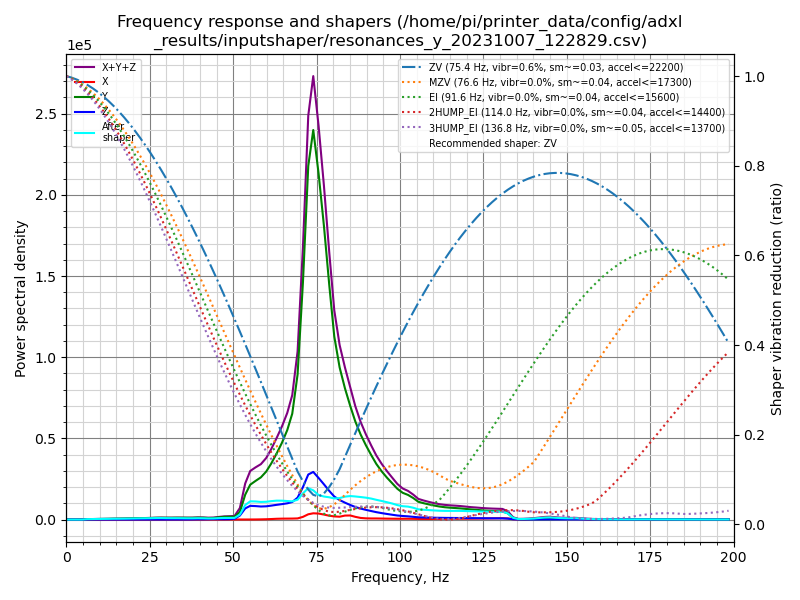 Frequency response and shapers (/home/pi/printer_data/config/adxl
_results/inputshaper/resonances_y_20231007_122829.csv)
1e5
X+Y+Z
X
Y
Z
After
shaper
ZV (75.4 Hz, vibr=0.6%, sm~=0.03, accel<=22200)
MZV (76.6 Hz, vibr=0.0%, sm~=0.04, accel<=17300)
EI (91.6 Hz, vibr=0.0%, sm~=0.04, accel<=15600)
2HUMP_EI (114.0 Hz, vibr=0.0%, sm~=0.04, accel<=14400)
3HUMP_EI (136.8 Hz, vibr=0.0%, sm~=0.05, accel<=13700)
Recommended shaper: ZV
Power spectral density
2.5
2.0
1.5
1.0
0.5
0.0
1.0
0.8
0.6
0.4
0.2
0.0
Shaper vibration reduction (ratio)
0 25 50 75 100 125 150 175 200
Frequency, Hz